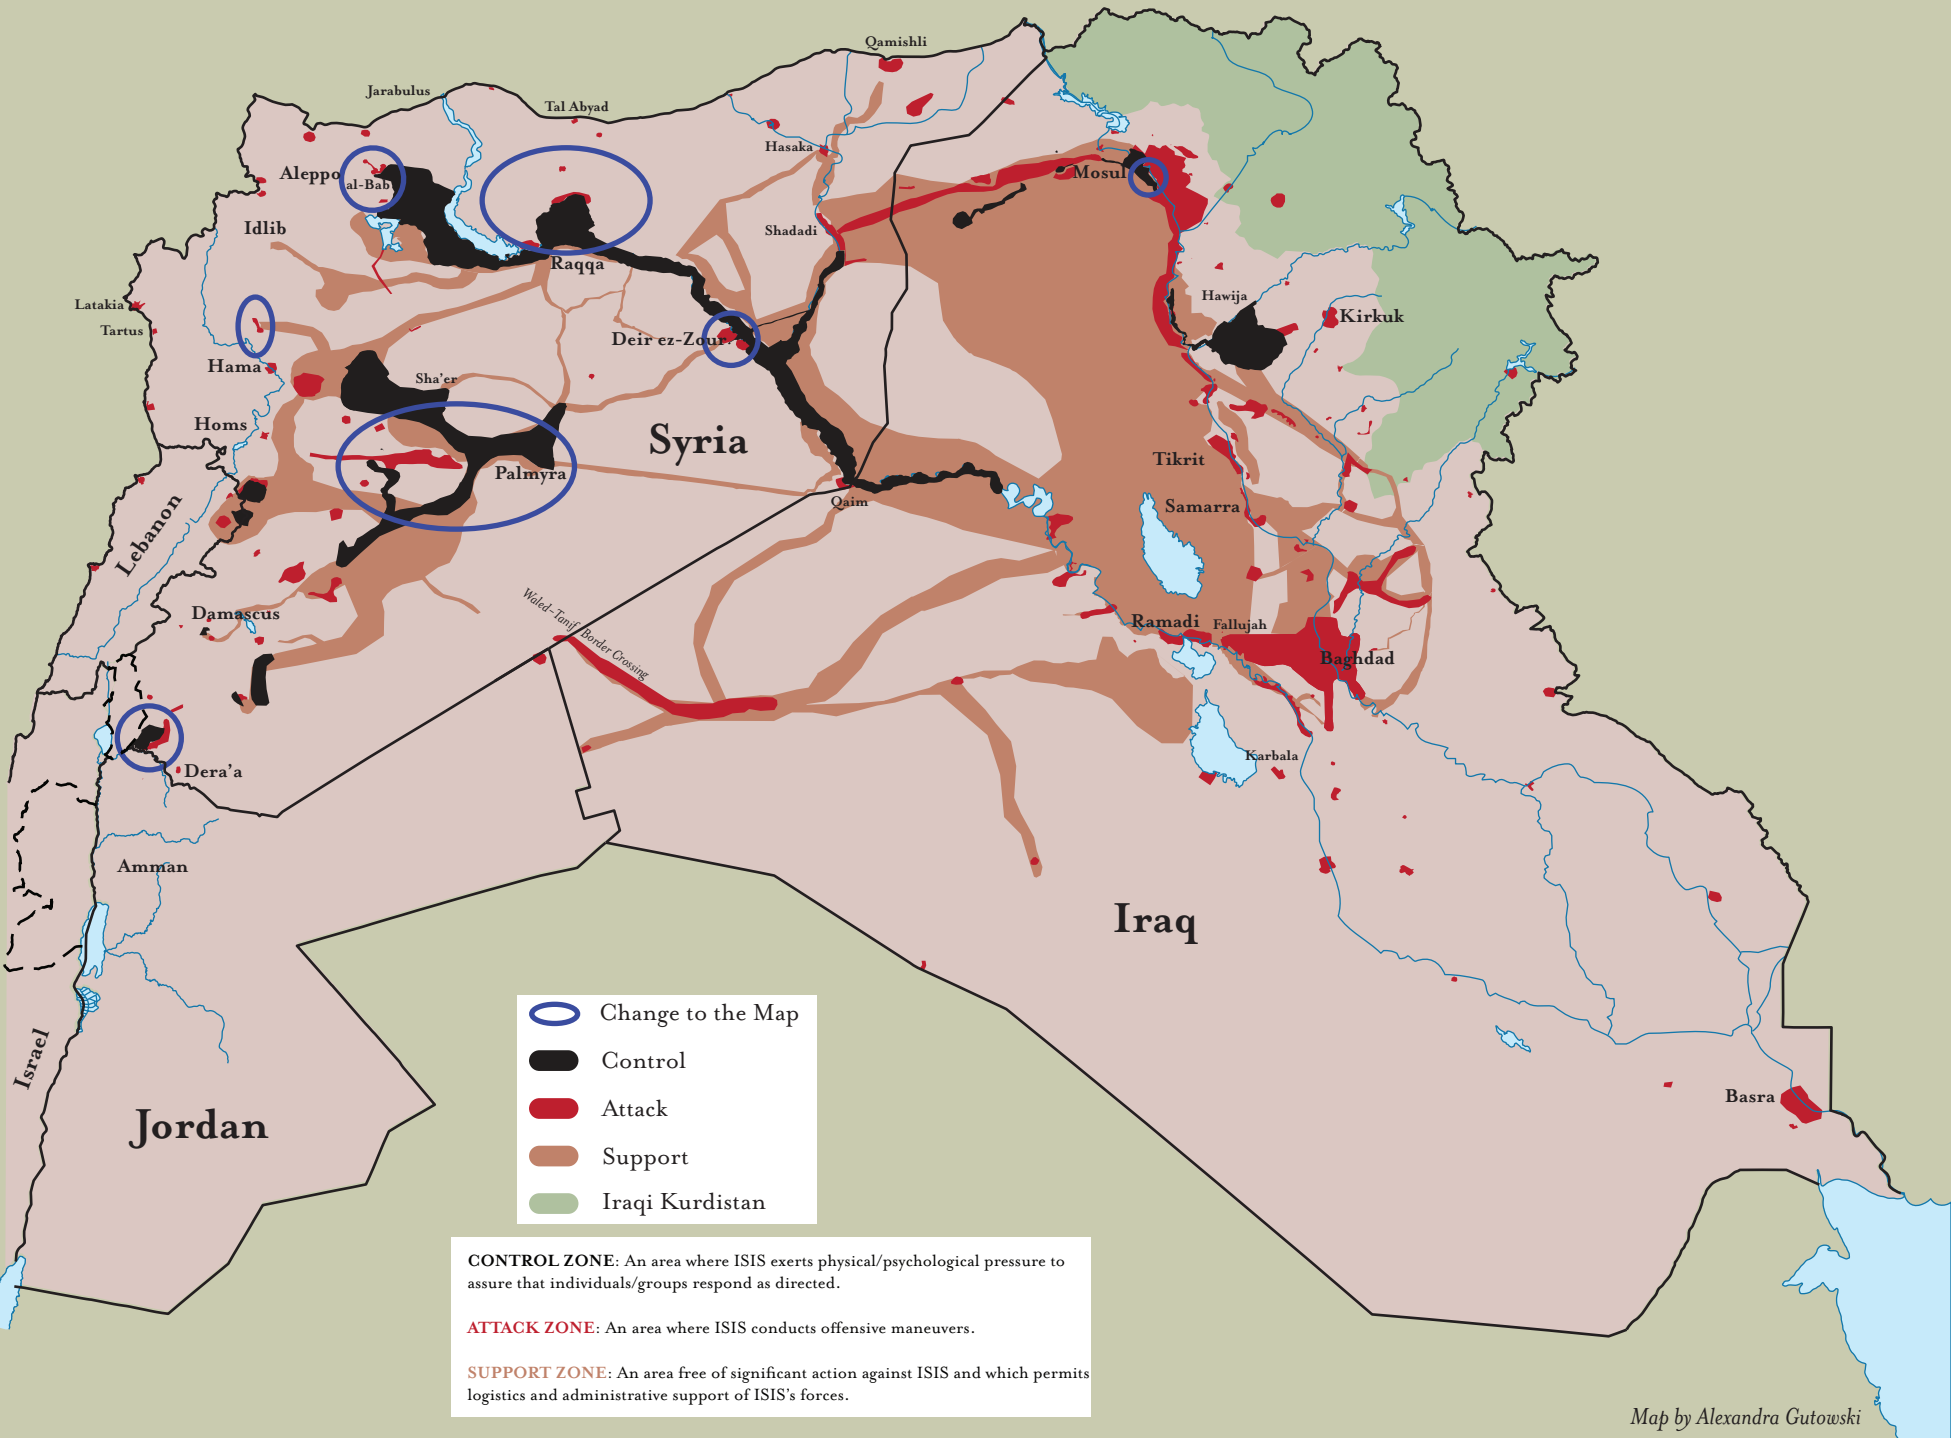 Qamishli
Jarabulus
Tal Abyad
Hasaka
Aleppo
al-Bab
Mosul
Idlib
Shadadi
Raqqa
Latakia
Hawija
Tartus
Kirkuk
Deir ez-Zour
Hama
Sha'er
Homs
Syria
Tikrit
Palmyra
Qaim
Samarra
Lebanon
Damascus
Waled-Tanif Border Crossing
Ramadi
Fallujah
Baghdad
Karbala
Dera'a
Amman
Iraq
Israel
Jordan
Basra
Change to the Map
Control
Attack
Support
Iraqi Kurdistan
CONTROL ZONE: An area where ISIS exerts physical/psychological pressure to
assure that individuals/groups respond as directed.
ATTACK ZONE: An area where ISIS conducts offensive maneuvers.
SUPPORT ZONE: An area free of significant action against ISIS and which permits
logistics and administrative support of ISIS's forces.
Map by Alexandra Gutowski